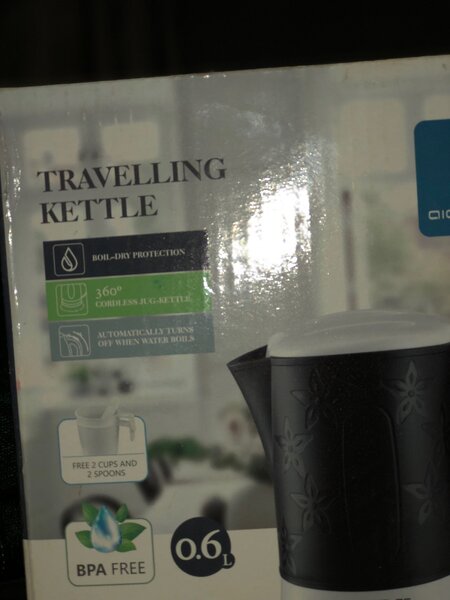 TRAVELLING
KETTLE
BOIL-DRY PROTECTION
360°
CORDLESS JUG-KETTLE
AUTOMATICALLY TURNS
OFF WHEN WATER BOILS
FREE 2 CUPS AND
2 SPOONS
BPA FREE
0.6L